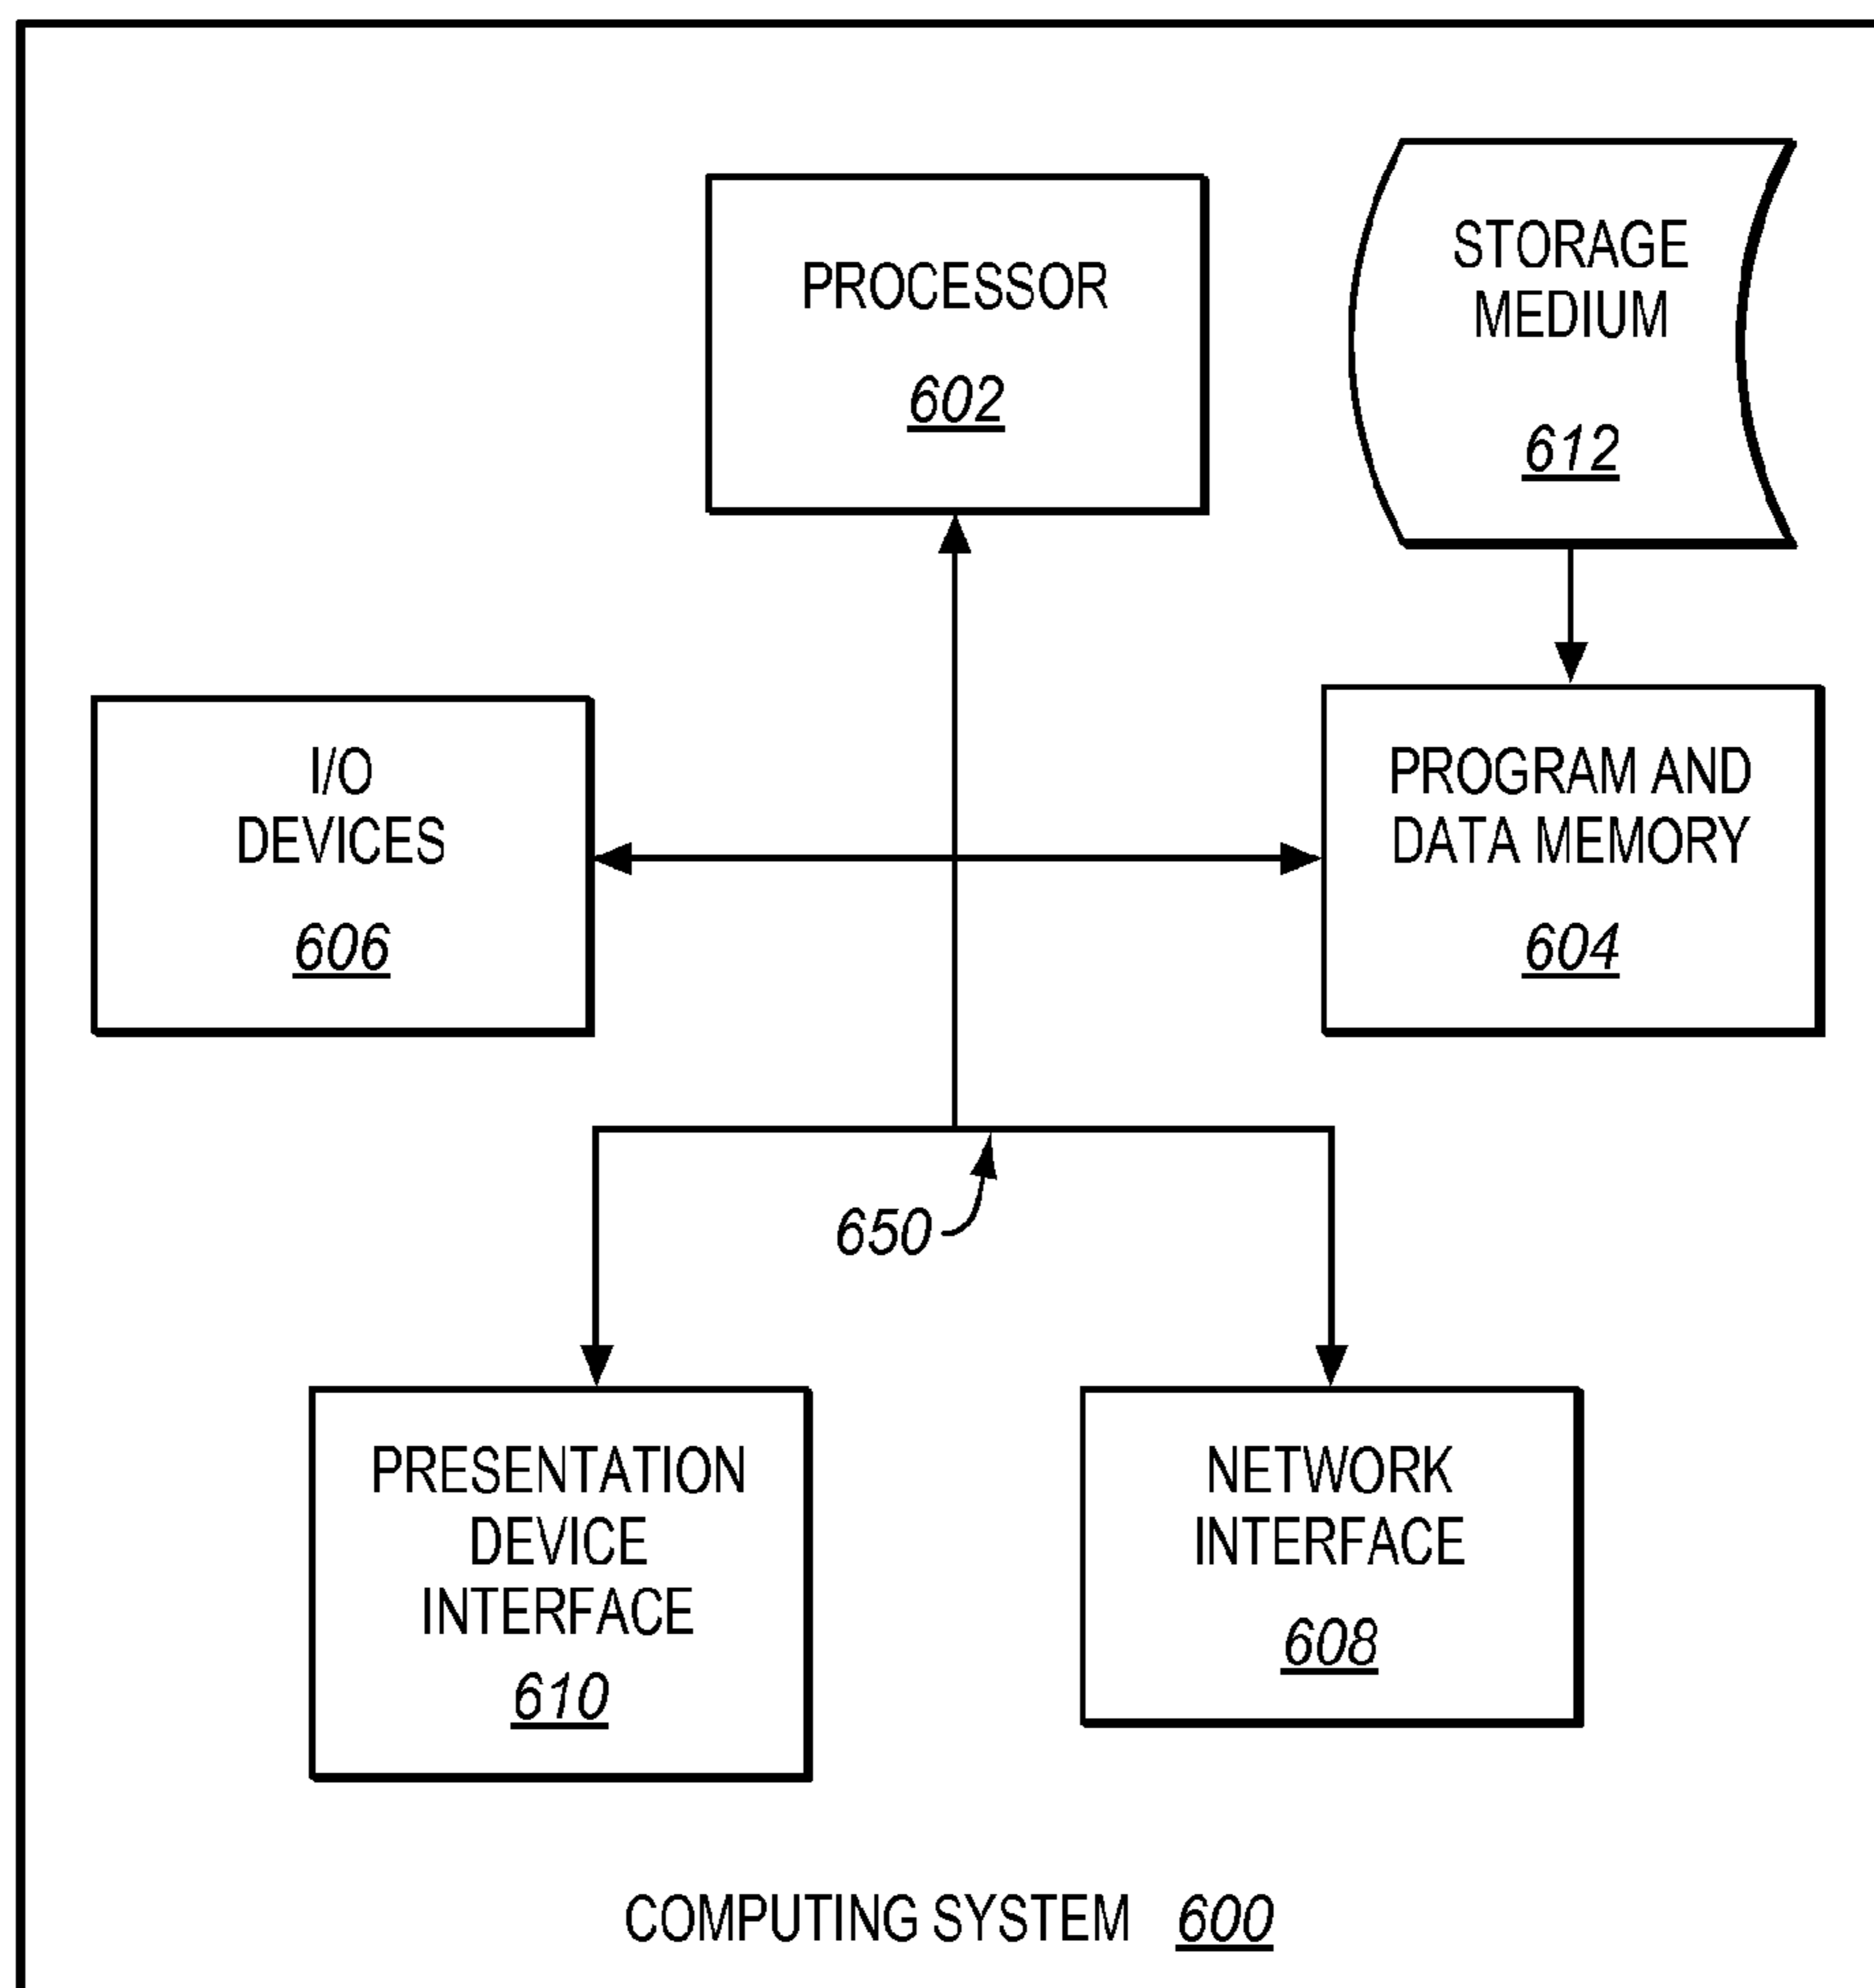 PROCESSOR
602
STORAGE
MEDIUM
612
I/O
DEVICES
606
PROGRAM AND
DATA MEMORY
604
650
PRESENTATION
DEVICE
INTERFACE
610
NETWORK
INTERFACE
608
COMPUTING SYSTEM 600